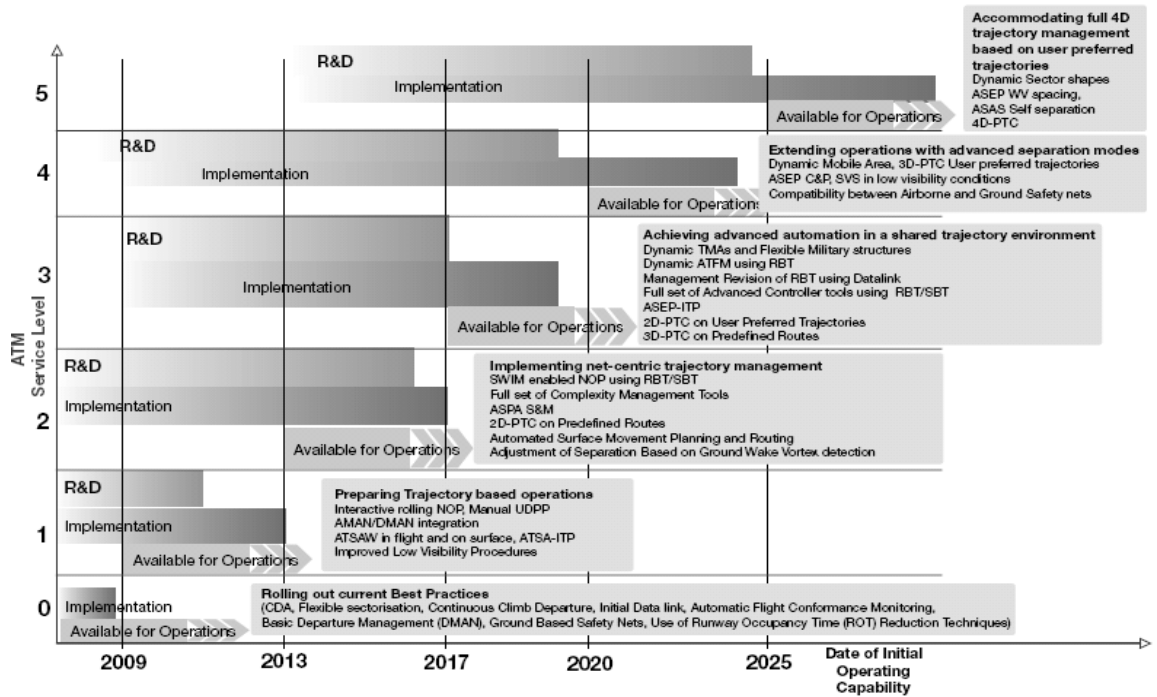 Accommodating full 4D
trajectory management
based on user preferred
trajectories
Dynamic Sector shapes
ASEP WV spacing,
ASAS Self separation
4D-PTC
R&D
Implementation
5
Available for Operations
R&D
Extending operations with advanced separation modes
Dynamic Mobile Area, 3D-PTC User preferred trajectories
ASEP C&P, SVS in low visibility conditions
Compatibility between Airborne and Ground Safety nets
4
Implementation
Available for Operations
R&D
Achieving advanced automation in a shared trajectory environment
Dynamic TMAs and Flexible Military structures
Dynamic ATFM using RBT
Management Revision of RBT using Datalink
Full set of Advanced Controller tools using RBT/SBT
ASEP-ITP
2D-PTC on User Preferred Trajectories
3D-PTC on Predefined Routes
3
Implementation
Available for Operations
ATM
Service Level
R&D
Implementing net-centric trajectory management
SWIM enabled NOP using RBT/SBT
Full set of Complexity Management Tools
ASPA S&M
2D-PTC on Predefined Routes
Automated Surface Movement Planning and Routing
Adjustment of Separation Based on Ground Wake Vortex detection
Implementation
2
Available for Operations
R&D
Preparing Trajectory based operations
Interactive rolling NOP, Manual UDPP
AMAN/DMAN integration
ATSAW in flight and on surface, ATSA-ITP
Improved Low Visibility Procedures
1
Implementation
Available for Operations
Rolling out current Best Practices
(CDA, Flexible sectorisation, Continuous Climb Departure, Initial Data link, Automatic Flight Conformance Monitoring,
Basic Departure Management (DMAN), Ground Based Safety Nets, Use of Runway Occupancy Time (ROT) Reduction Techniques)
0
Implementation
Available for Operations
2009 2013 2017 2020 2025
Date of Initial
Operating
Capability